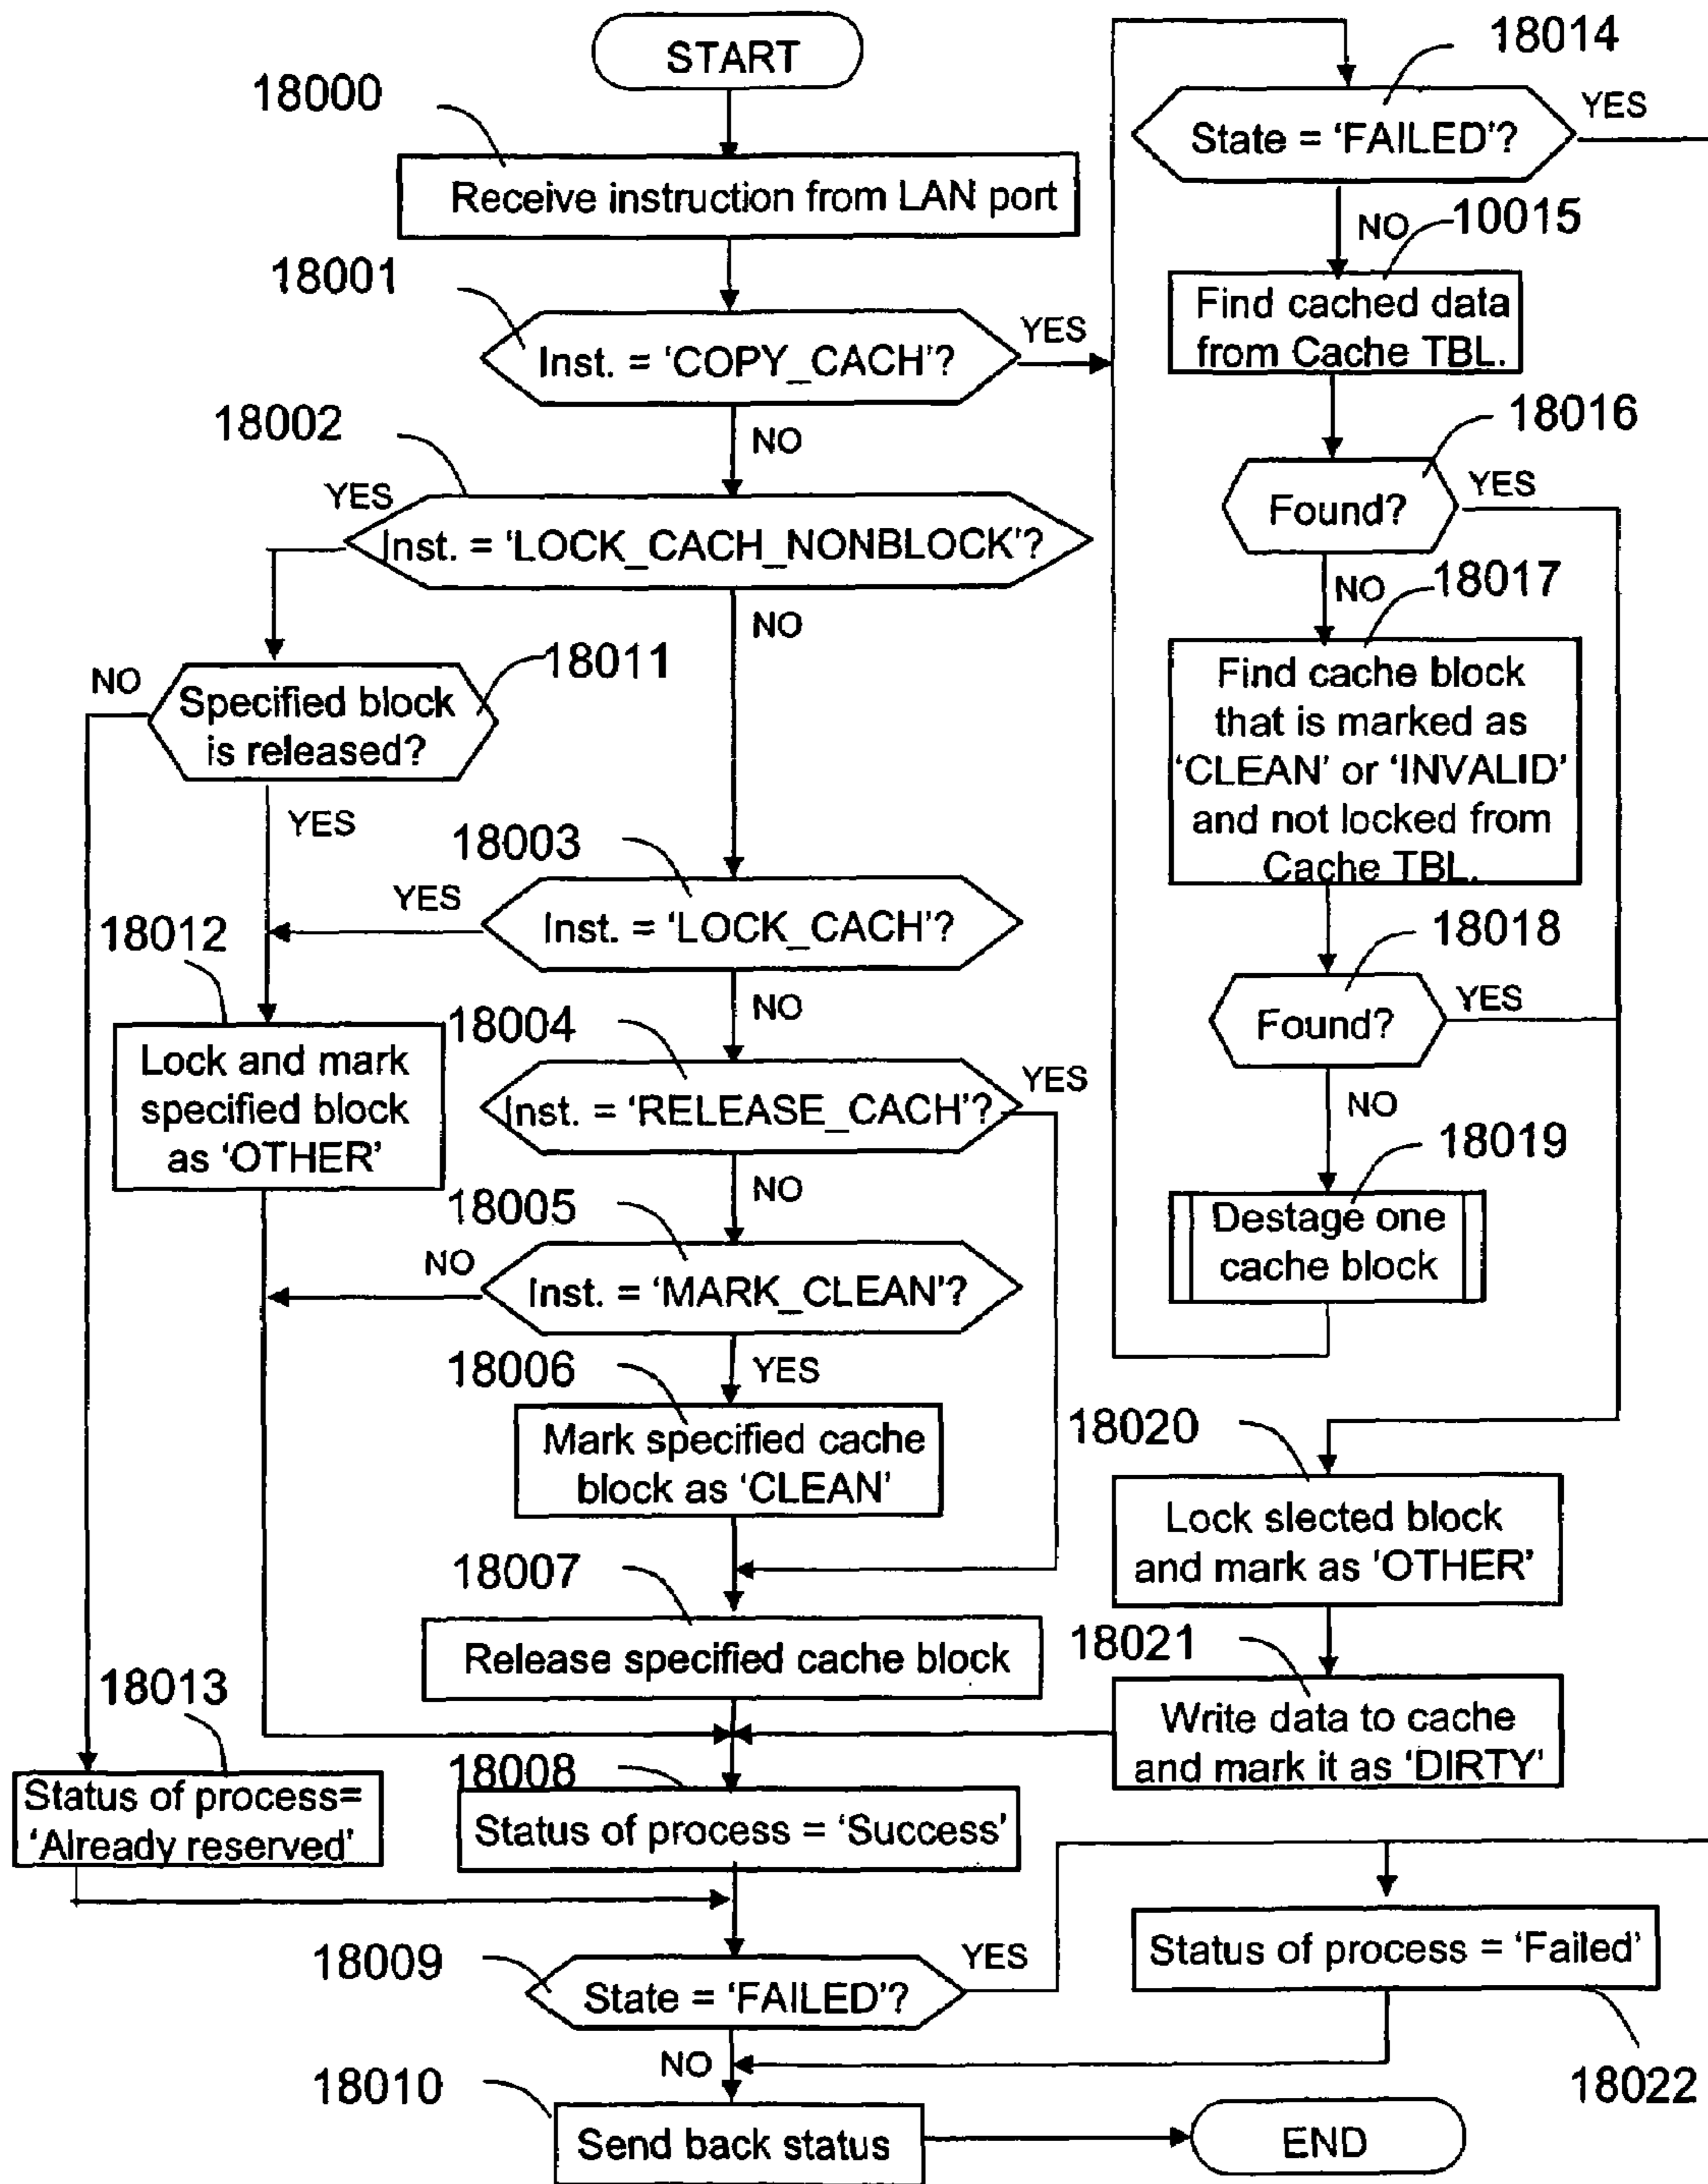 START
18000
Receive instruction from LAN port
18001
Inst. = 'COPY_CACH'?
YES
NO
18002
YES
Inst. = 'LOCK_CACH_NONBLOCK'?
NO
18011
NO
Specified block
is released?
YES
18003
YES
Inst. = 'LOCK_CACH'?
NO
18012
Lock and mark
specified block
as 'OTHER'
18004
Inst. = 'RELEASE_CACH'?
YES
NO
18005
NO
Inst. = 'MARK_CLEAN'?
YES
18006
Mark specified cache
block as 'CLEAN'
18007
Release specified cache block
18013
Status of process=
'Already reserved'
18008
Status of process = 'Success'
18009
State = 'FAILED'?
YES
NO
18010
Send back status
END
18014
State = 'FAILED'?
YES
NO
10015
Find cached data
from Cache TBL.
18016
Found?
YES
NO
18017
Find cache block
that is marked as
'CLEAN' or 'INVALID'
and not locked from
Cache TBL.
18018
Found?
YES
NO
18019
Destage one
cache block
18020
Lock slected block
and mark as 'OTHER'
18021
Write data to cache
and mark it as 'DIRTY'
Status of process = 'Failed'
18022